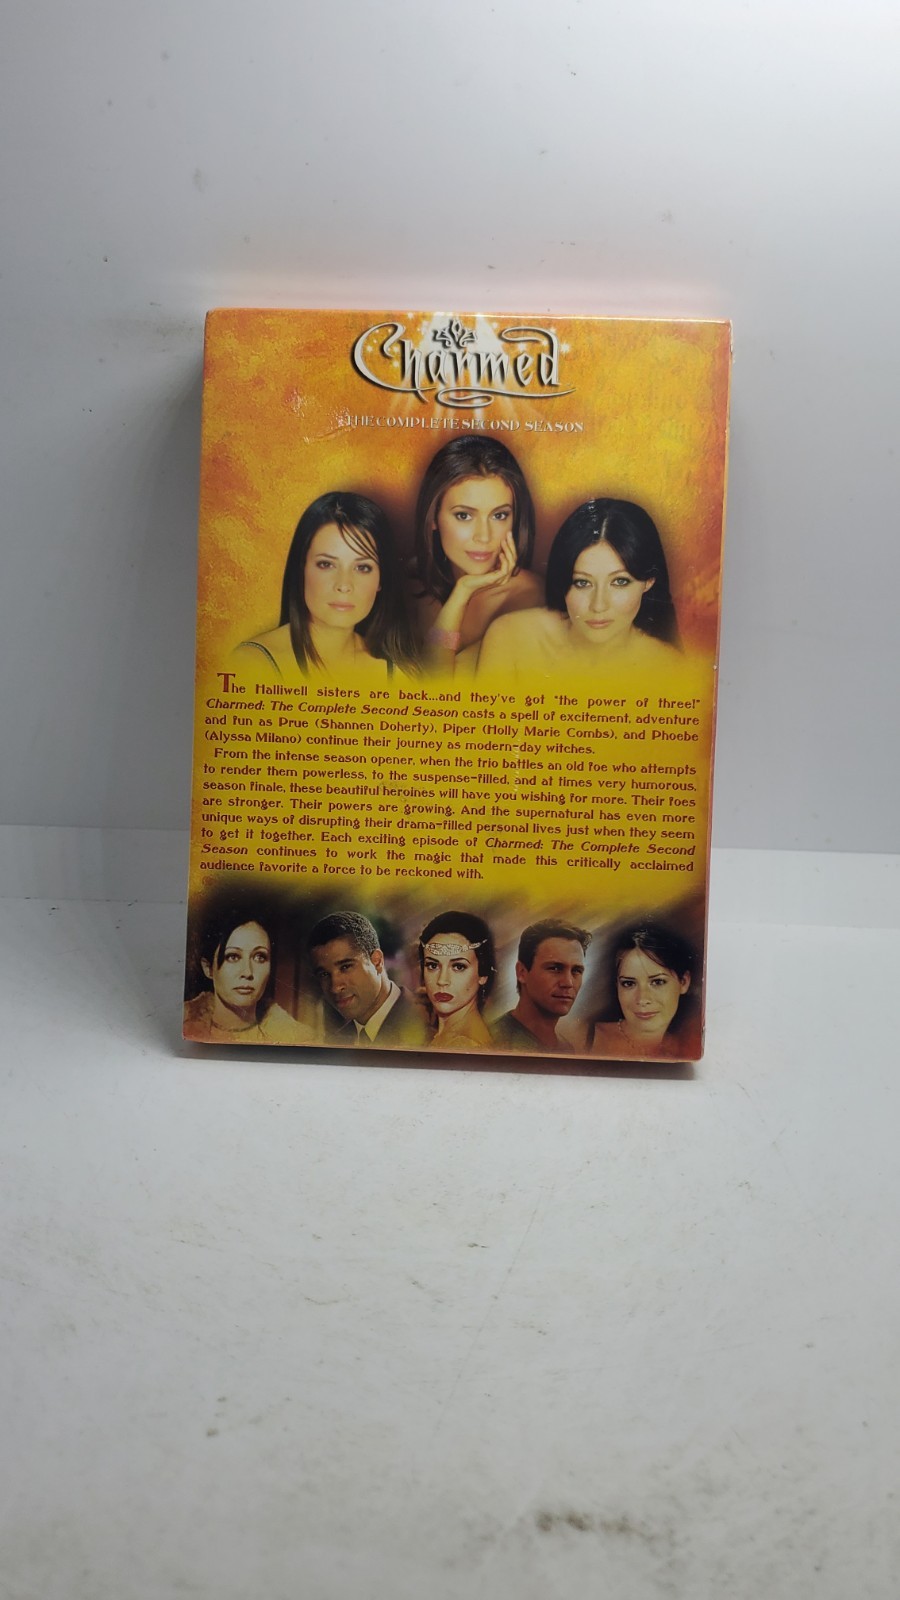 Charmed
THE COMPLETE SECOND SEASON
The Halliwell sisters are back...and they've got "the power of three!"
Charmed: The Complete Second Season casts a spell of excitement, adventure
and fun as Prue (Shannen Doherty), Piper (Holly Marie Combs), and Phoebe
(Alyssa Milano) continue their journey as modern-day witches.
From the intense season opener, when the trio battles an old foe who attempts
to render them powerless, to the suspense-filled, and at times very humorous,
season finale, these beautiful heroines will have you wishing for more. Their foes
are stronger. Their powers are growing. And the supernatural has even more
unique ways of disrupting their drama-filled personal lives just when they seem
to get it together. Each exciting episode of Charmed: The Complete Second
Season continues to work the magic that made this critically acclaimed
audience favorite a force to be reckoned with.